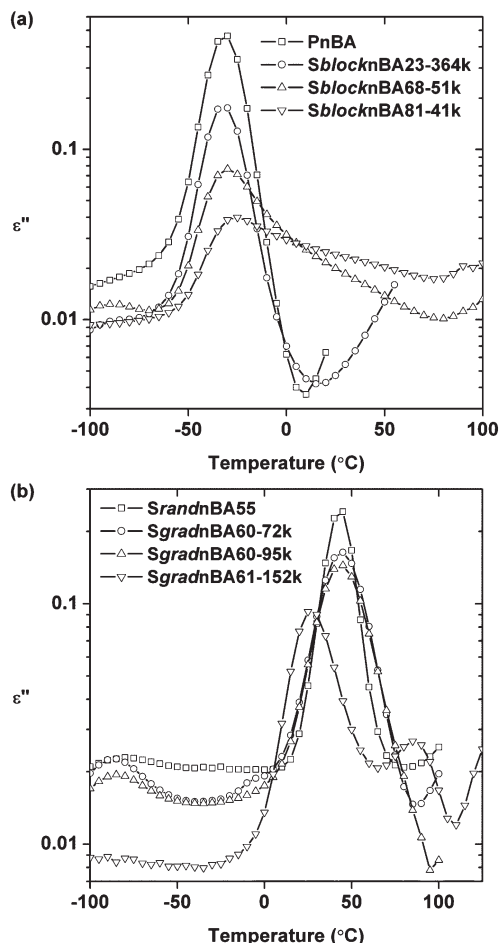 (a)
PnBA
SblocknBA23-364k
SblocknBA68-51k
SblocknBA81-41k
0.1
ε"
0.01
-100 -50 0 50 100
Temperature (°C)
(b)
SrandnBA55
SgradnBA60-72k
SgradnBA60-95k
SgradnBA61-152k
0.1
ε"
0.01
-100 -50 0 50 100
Temperature (°C)